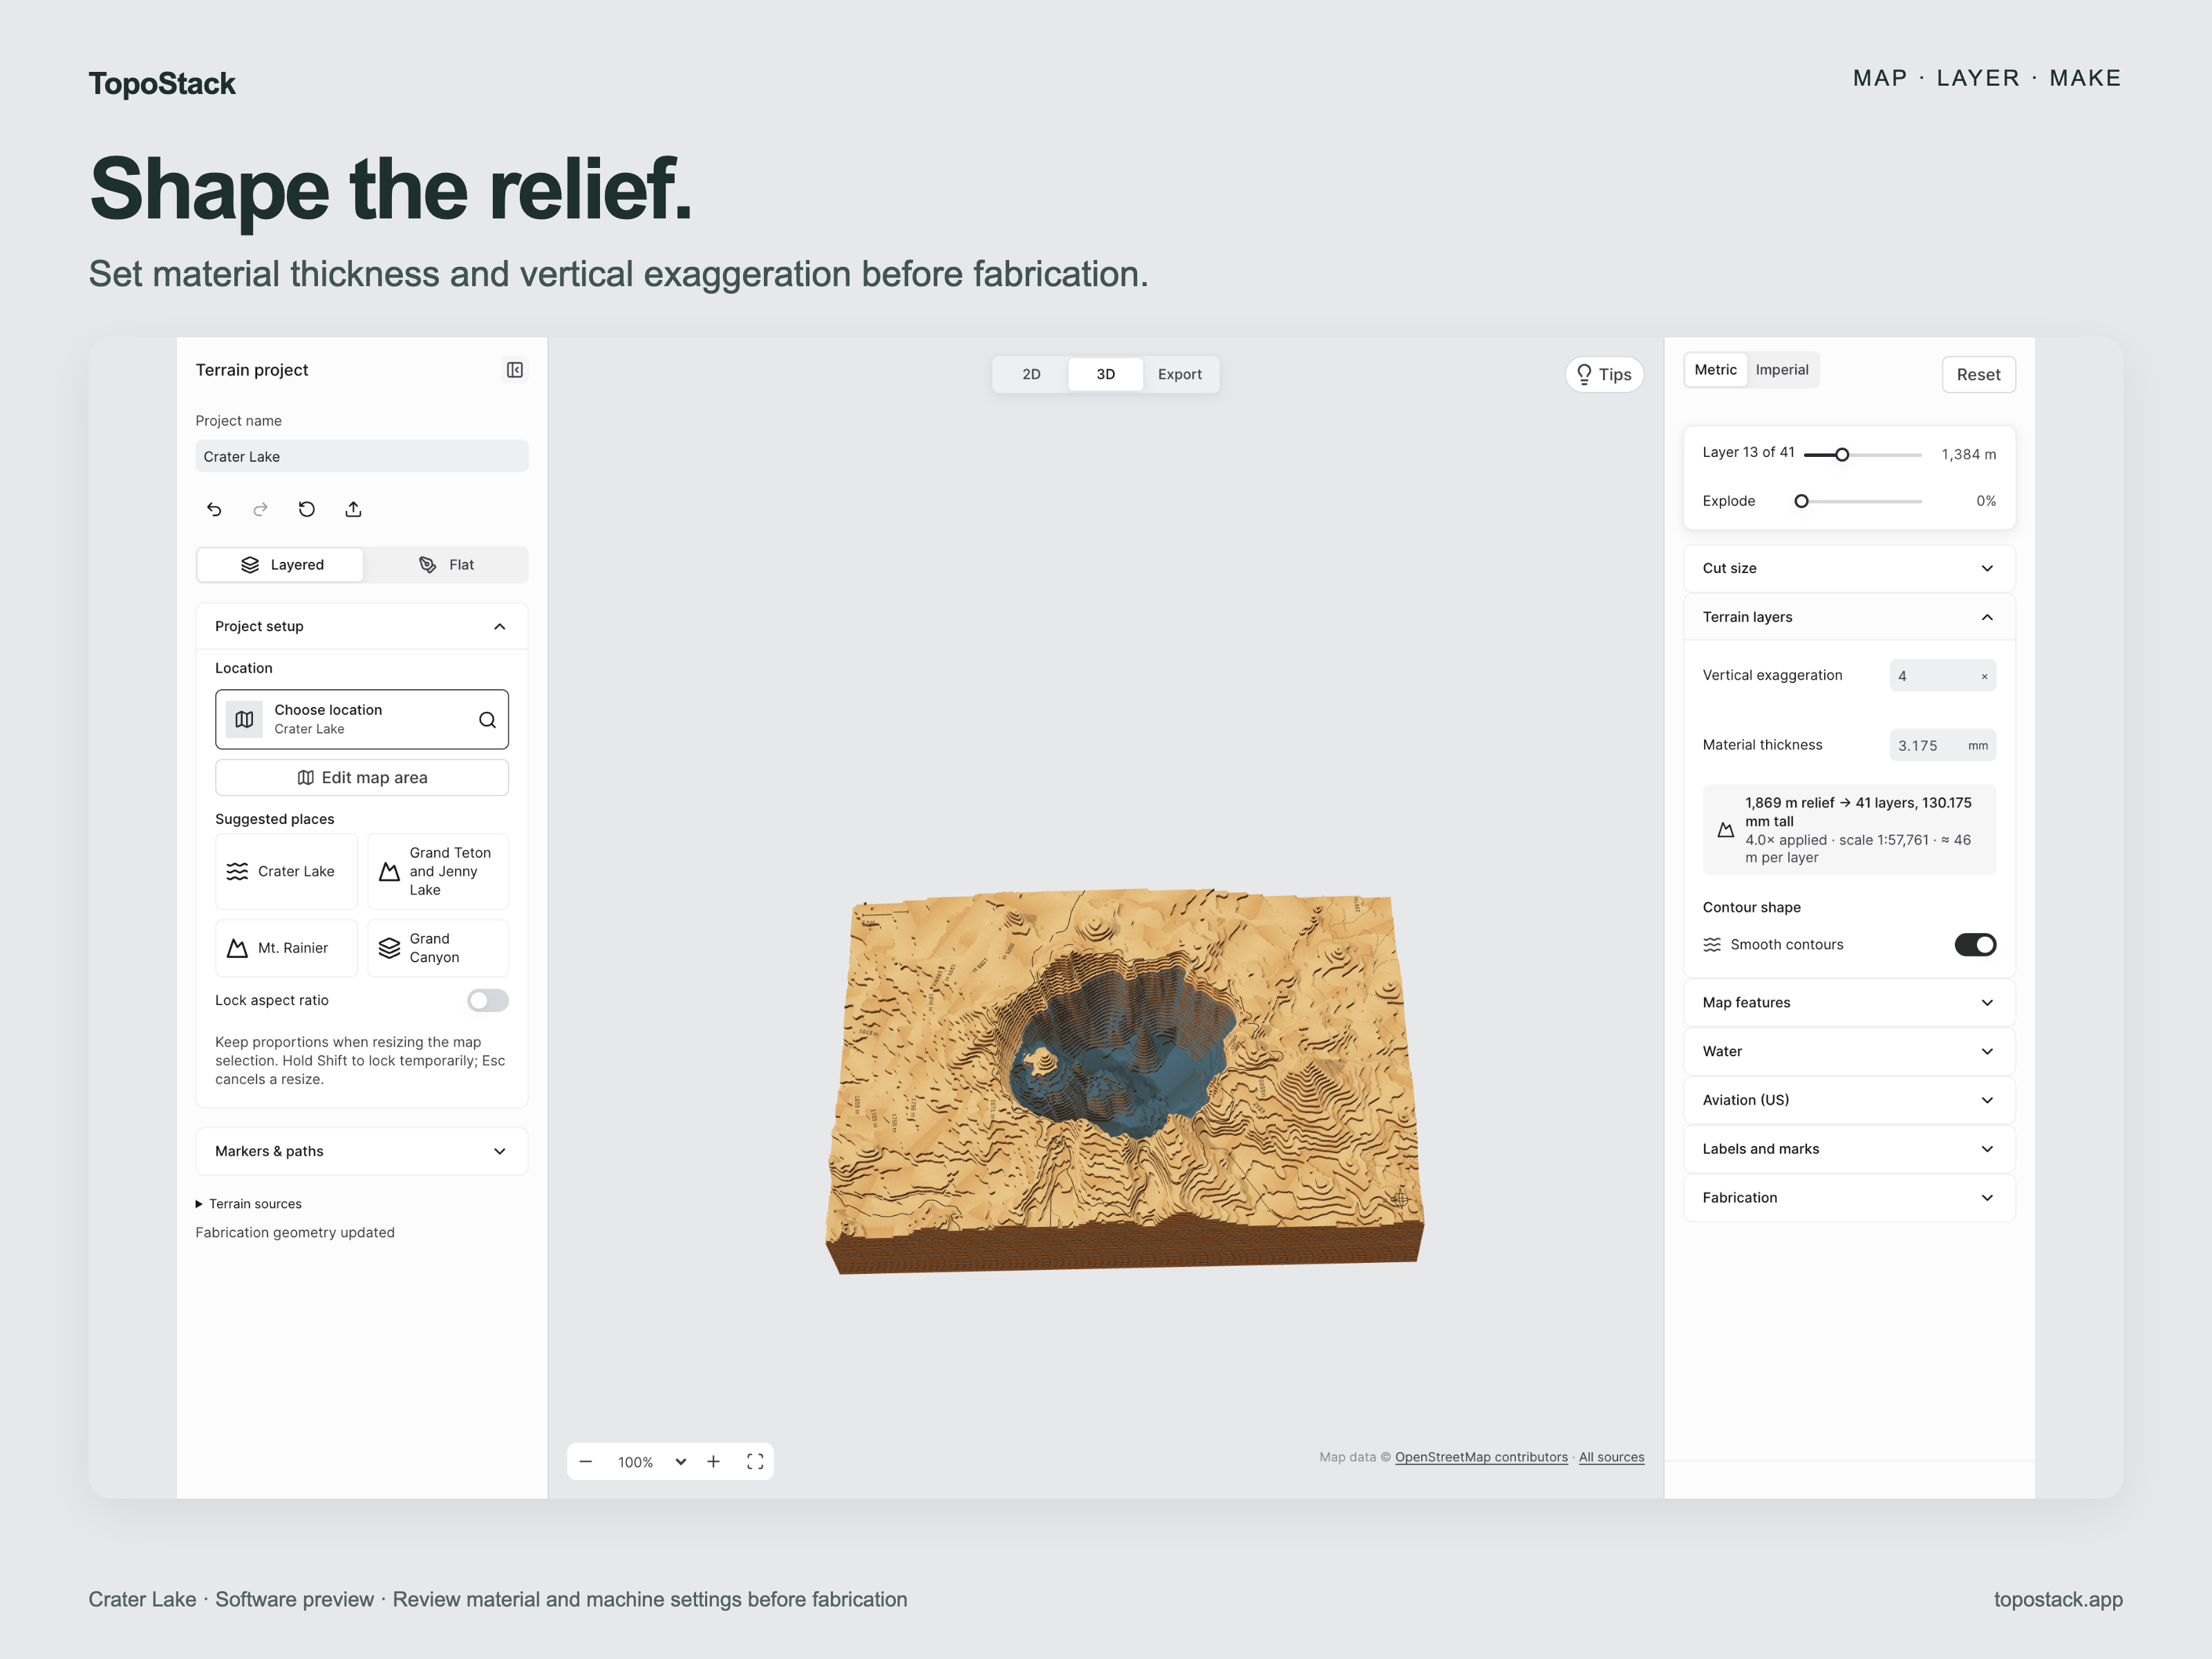 TopoStack
MAP · LAYER · MAKE
Shape the relief.
Set material thickness and vertical exaggeration before fabrication.
Terrain project
Project name
Crater Lake
Layered
Flat
Project setup
Location
Choose location
Crater Lake
Edit map area
Suggested places
Crater Lake
Grand Teton
and Jenny
Lake
Mt. Rainier
Grand
Canyon
Lock aspect ratio
Keep proportions when resizing the map
selection. Hold Shift to lock temporarily; Esc
cancels a resize.
Markers & paths
Terrain sources
Fabrication geometry updated
2D
3D
Export
Tips
100%
Map data © OpenStreetMap contributors · All sources
Metric
Imperial
Reset
Layer 13 of 41
1,384 m
Explode
0%
Cut size
Terrain layers
Vertical exaggeration
4 ×
Material thickness
3.175 mm
1,869 m relief → 41 layers, 130.175
mm tall
4.0× applied · scale 1:57,761 · ≈ 46
m per layer
Contour shape
Smooth contours
Map features
Water
Aviation (US)
Labels and marks
Fabrication
Crater Lake · Software preview · Review material and machine settings before fabrication
topostack.app